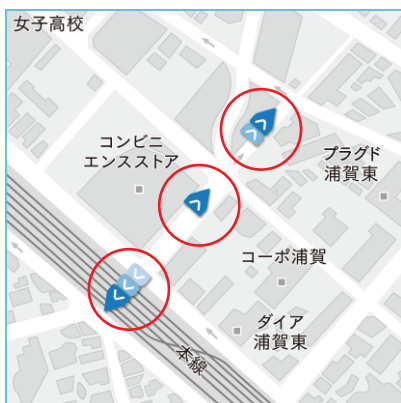 女子高校
コンビニ
エンスストア
プラグド
浦賀東
コーポ浦賀
ダイア
浦賀東
本線